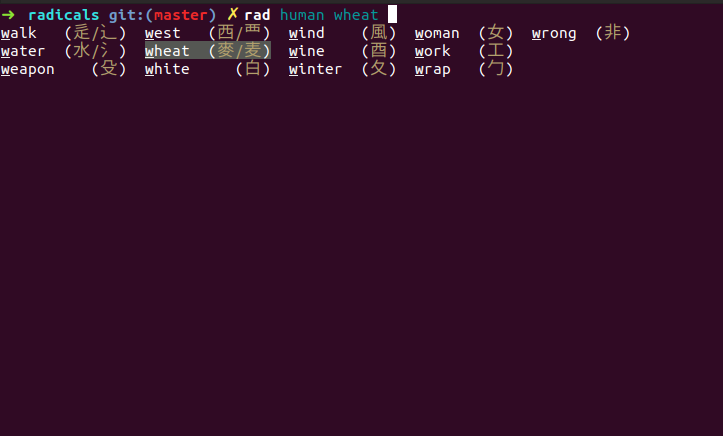 ➜ radicals git:(master) ✗ rad human wheat
walk (辵/辶) west (西/覀) wind (風) woman (女) wrong (非)
water (水/氵) wheat (麥/麦) wine (酉) work (工)
weapon (殳) white (白) winter (夂) wrap (勹)